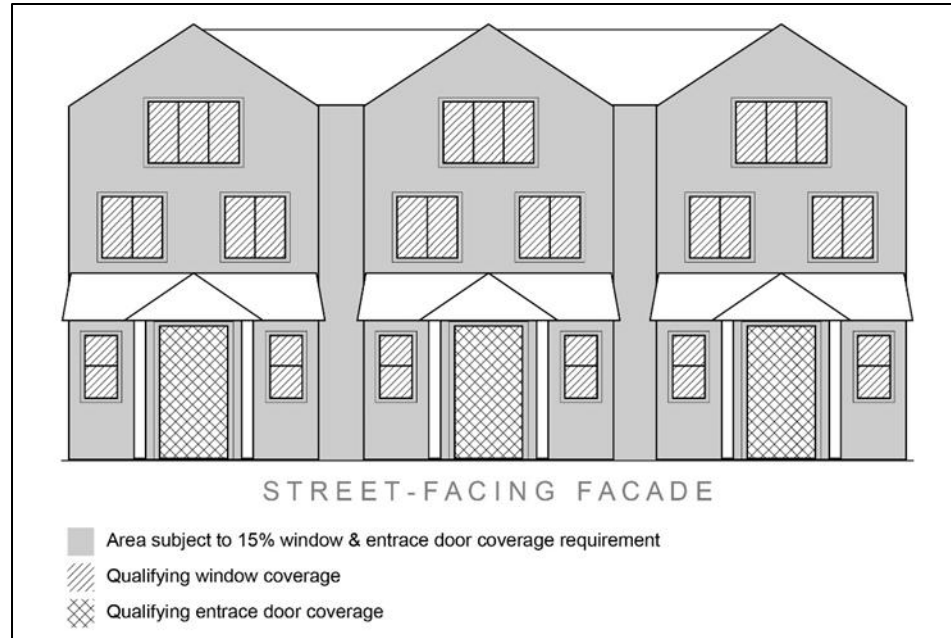 STREET-FACING FACADE
Area subject to 15% window & entrace door coverage requirement
Qualifying window coverage
Qualifying entrace door coverage